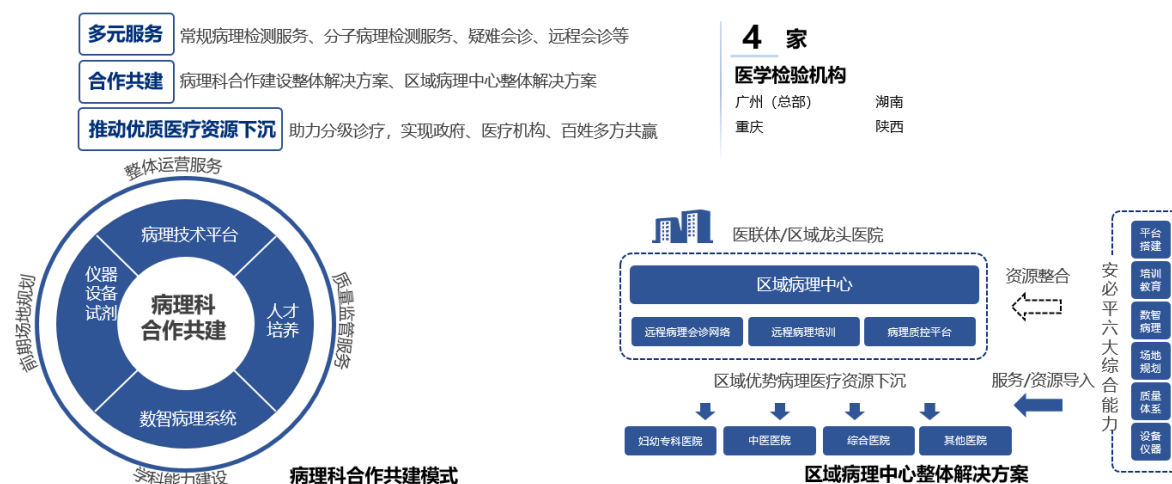 多元服务 常规病理检测服务、分子病理检测服务、疑难会诊、远程会诊等
合作共建 病理科合作建设整体解决方案、区域病理中心整体解决方案
推动优质医疗资源下沉 助力分级诊疗，实现政府、医疗机构、百姓多方共赢
4 家
医学检验机构
广州（总部） 湖南
重庆 陕西
整体运营服务
病理技术平台
仪器
设备
试剂
病理科
合作共建
人才
培养
数智病理系统
前期场地规划
质量监管服务
学科能力建设
病理科合作共建模式
医联体/区域龙头医院
区域病理中心
远程病理会诊网络 远程病理培训 病理质控平台
区域优势病理医疗资源下沉
妇幼专科医院 中医医院 综合医院 其他医院
区域病理中心整体解决方案
资源整合
服务/资源导入
安必平六大综合能力
平台
搭建
培训
教育
数智
病理
场地
规划
质量
体系
设备
仪器